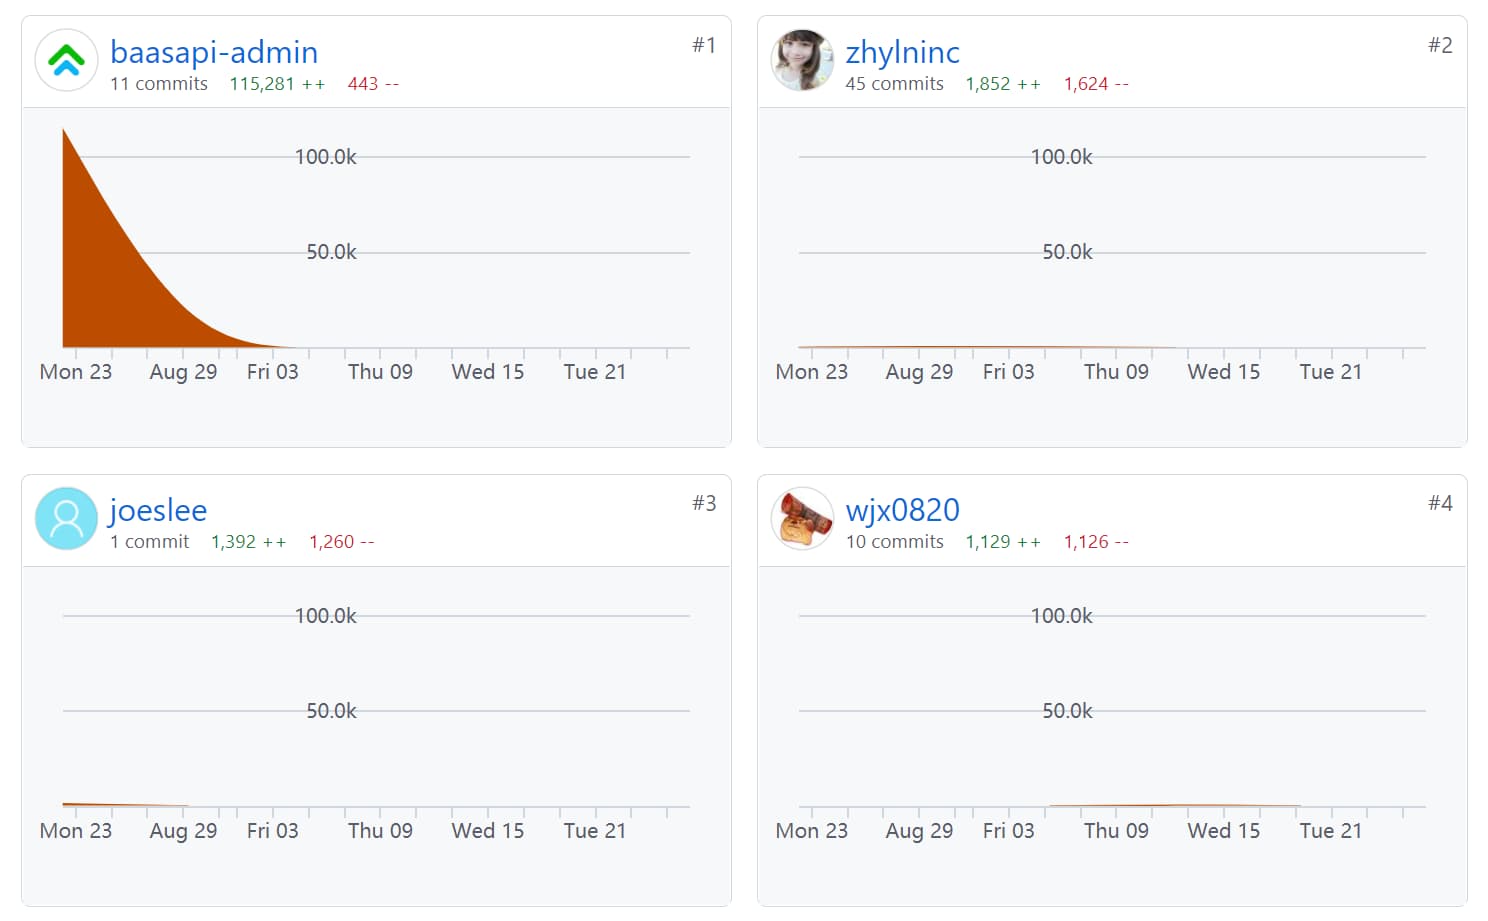 baasapi-admin
#1
11 commits 115,281 ++ 443 --
100.0k
50.0k
Mon 23 Aug 29 Fri 03 Thu 09 Wed 15 Tue 21
zhylninc
#2
45 commits 1,852 ++ 1,624 --
100.0k
50.0k
Mon 23 Aug 29 Fri 03 Thu 09 Wed 15 Tue 21
joeslee
#3
1 commit 1,392 ++ 1,260 --
100.0k
50.0k
Mon 23 Aug 29 Fri 03 Thu 09 Wed 15 Tue 21
wjx0820
#4
10 commits 1,129 ++ 1,126 --
100.0k
50.0k
Mon 23 Aug 29 Fri 03 Thu 09 Wed 15 Tue 21